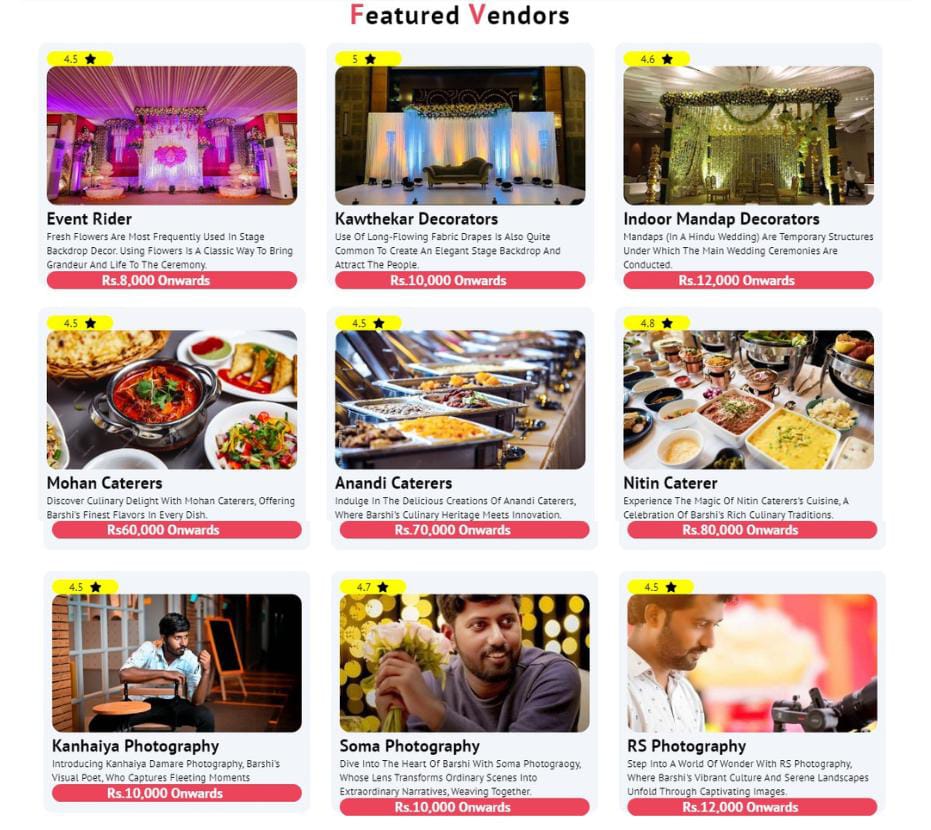 Featured Vendors
4.5
Event Rider
Fresh Flowers Are Most Frequently Used In Stage
Backdrop Decor. Using Flowers Is A Classic Way To Bring
Grandeur And Life To The Ceremony.
Rs.8,000 Onwards
5
Kawthekar Decorators
Use Of Long-Flowing Fabric Drapes Is Also Quite
Common To Create An Elegant Stage Backdrop And
Attract The People.
Rs.10,000 Onwards
4.6
Indoor Mandap Decorators
Mandaps (In A Hindu Wedding) Are Temporary Structures
Under Which The Main Wedding Ceremonies Are
Conducted.
Rs.12,000 Onwards
4.5
Mohan Caterers
Discover Culinary Delight With Mohan Caterers, Offering
Barshi's Finest Flavors In Every Dish.
Rs60,000 Onwards
4.5
Anandi Caterers
Indulge In The Delicious Creations Of Anandi Caterers,
Where Barshi's Culinary Heritage Meets Innovation.
Rs.70,000 Onwards
4.8
Nitin Caterer
Experience The Magic Of Nitin Caterers's Cuisine, A
Celebration Of Barshi's Rich Culinary Traditions.
Rs.80,000 Onwards
4.5
Kanhaiya Photography
Introducing Kanhaiya Damare Photography, Barshi's
Visual Poet, Who Captures Fleeting Moments
Rs.10,000 Onwards
4.7
Soma Photography
Dive Into The Heart Of Barshi With Soma Photograogy,
Whose Lens Transforms Ordinary Scenes Into
Extraordinary Narratives, Weaving Together.
Rs.10,000 Onwards
4.5
RS Photography
Step Into A World Of Wonder With RS Photography,
Where Barshi's Vibrant Culture And Serene Landscapes
Unfold Through Captivating Images.
Rs.12,000 Onwards